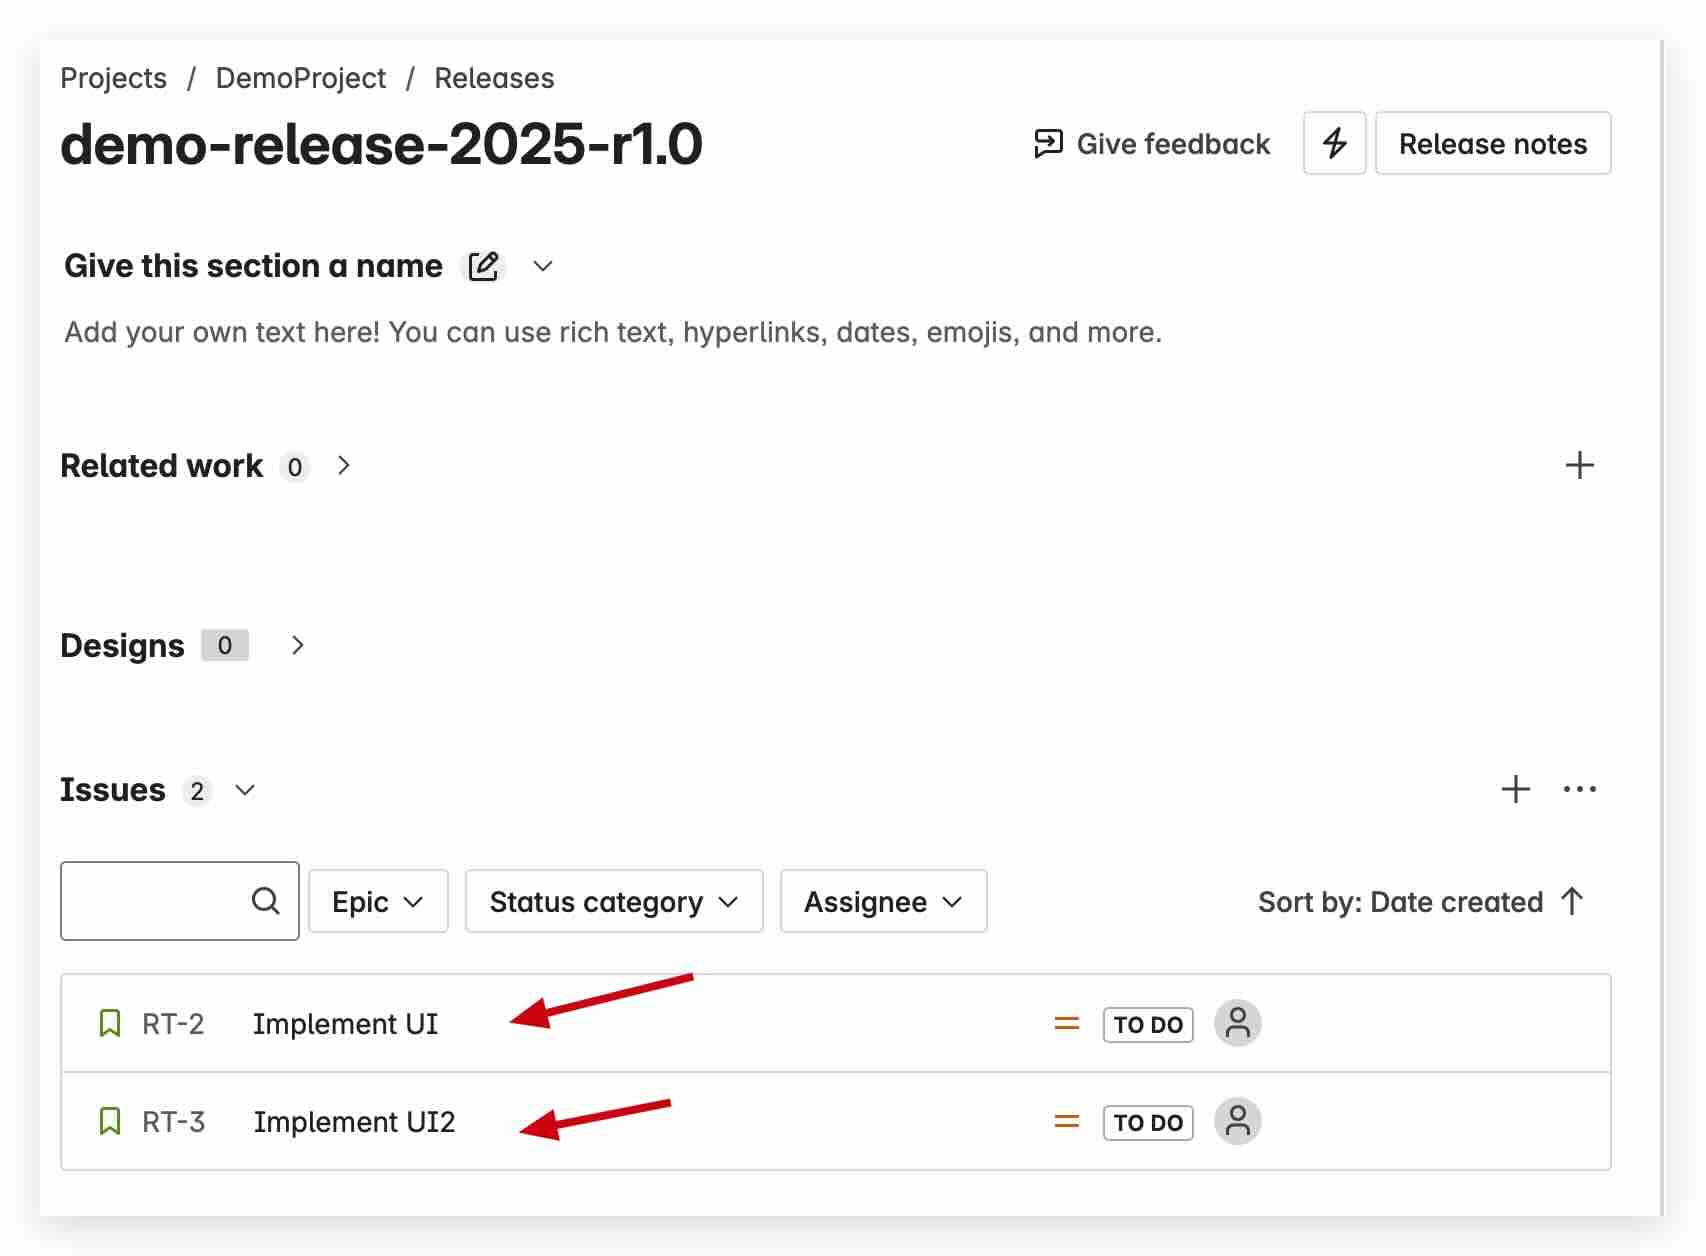 Projects / DemoProject / Releases
demo-release-2025-r1.0
Give feedback
Release notes
Give this section a name
Add your own text here! You can use rich text, hyperlinks, dates, emojis, and more.
Related work 0
Designs 0
Issues 2
Epic
Status category
Assignee
Sort by: Date created
RT-2 Implement UI TO DO
RT-3 Implement UI2 TO DO